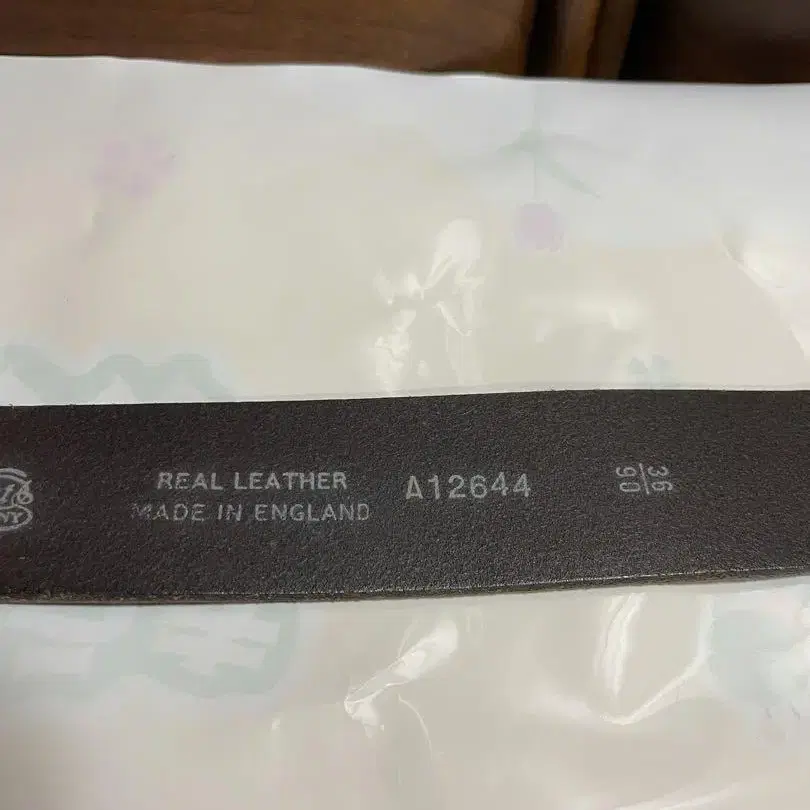 REAL LEATHER
MADE IN ENGLAND
A12644
36
90